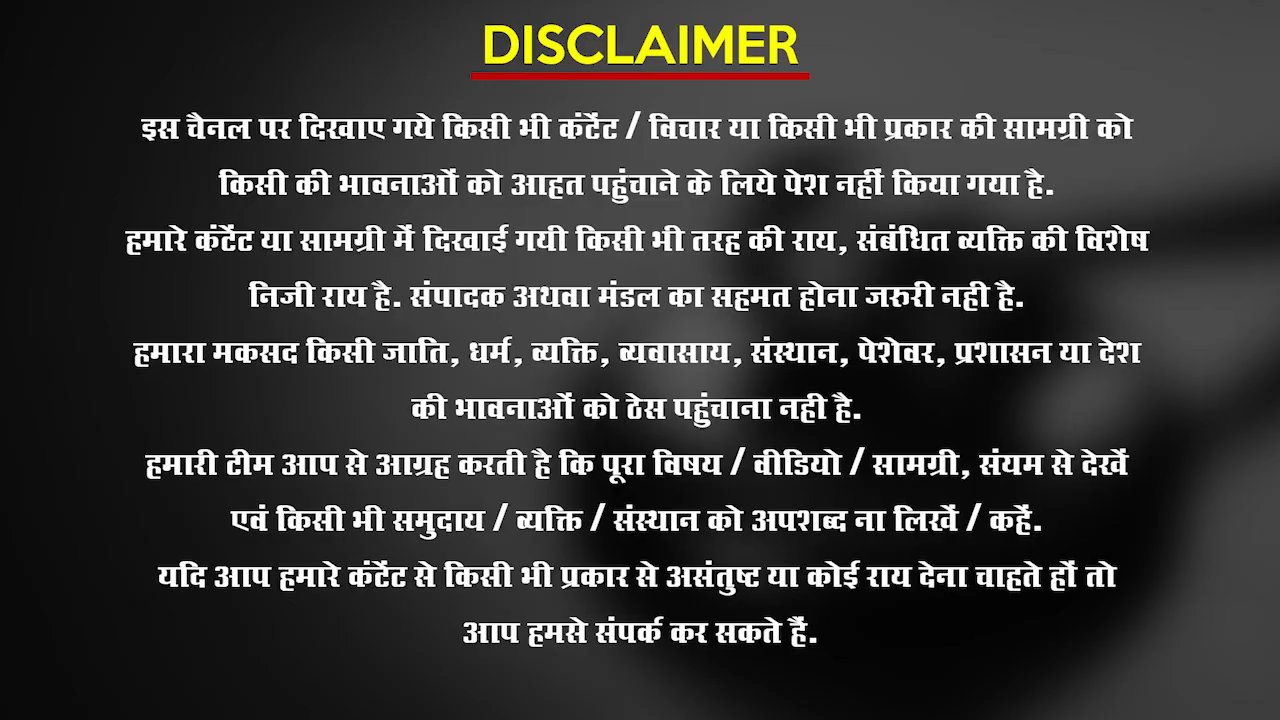 DISCLAIMER
इस चैनल पर दिखाए गये किसी भी कंटेंट / विचार या किसी भी प्रकार की सामग्री को
किसी की भावनाओं को आहत पहुंचाने के लिये पेश नहीं किया गया है.
हमारे कंटेंट या सामग्री में दिखाई गयी किसी भी तरह की राय, संबंधित व्यक्ति की विशेष
निजी राय है. संपादक अथवा मंडल का सहमत होना जरुरी नही है.
हमारा मकसद किसी जाति, धर्म, व्यक्ति, व्यवासाय, संस्थान, पेशेवर, प्रशासन या देश
की भावनाओं को ठेस पहुंचाना नही है.
हमारी टीम आप से आग्रह करती है कि पूरा विषय / वीडियो / सामग्री, संयम से देखें
एवं किसी भी समुदाय / व्यक्ति / संस्थान को अपशब्द ना लिखें / कहें.
यदि आप हमारे कंटेंट से किसी भी प्रकार से असंतुष्ट या कोई राय देना चाहते हों तो
आप हमसे संपर्क कर सकते हैं.